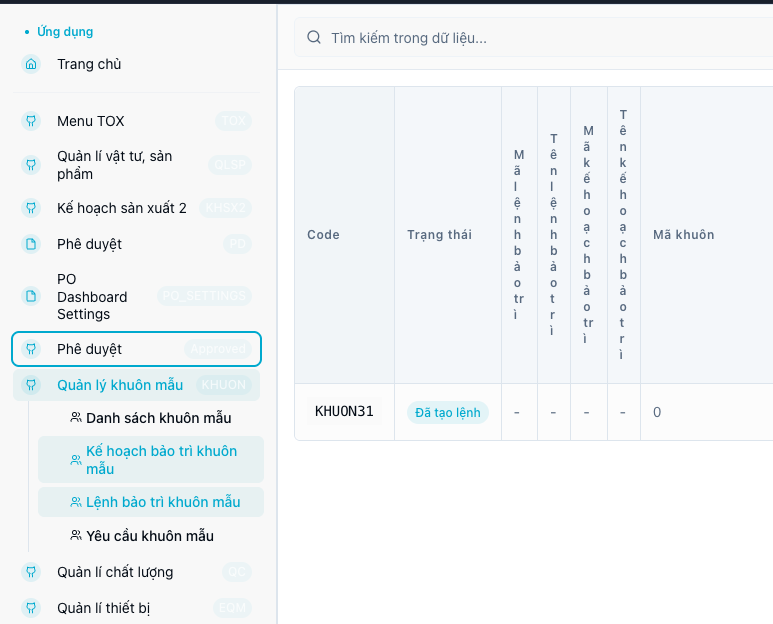 Ứng dụng
Trang chủ
Menu TOX TOX
Quản lí vật tư, sản
phẩm QLSP
Kế hoạch sản xuất 2 KHSX2
Phê duyệt PD
PO
Dashboard
Settings PO_SETTINGS
Phê duyệt Approved
Quản lý khuôn mẫu KHUON
Danh sách khuôn mẫu
Kế hoạch bảo trì khuôn
mẫu
Lệnh bảo trì khuôn mẫu
Yêu cầu khuôn mẫu
Quản lí chất lượng QC
Quản lí thiết bị EQM
Tìm kiếm trong dữ liệu...
Code Trạng thái Mã lệnh bảo trì Tên lệnh bảo trì Mã kế hoạch bảo trì Tên kế hoạch bảo trì Mã khuôn
KHUON31 Đã tạo lệnh - - - - 0